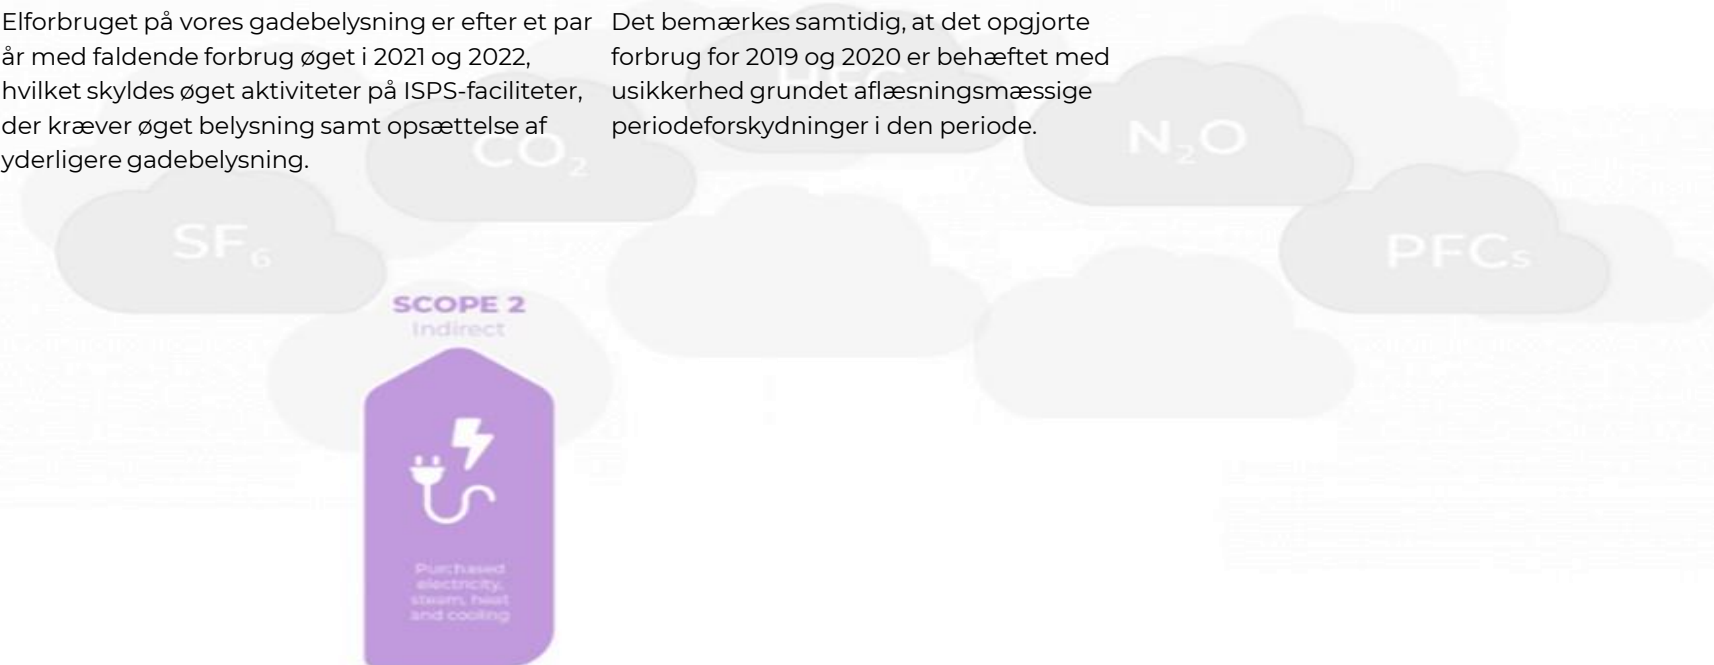 Elforbruget på vores gadebelysning er efter et par
år med faldende forbrug øget i 2021 og 2022,
hvilket skyldes øget aktiviteter på ISPS-faciliteter,
der kræver øget belysning samt opsættelse af
yderligere gadebelysning.
Det bemærkes samtidig, at det opgjorte
forbrug for 2019 og 2020 er behæftet med
usikkerhed grundet aflæsningsmæssige
periodeforskydninger i den periode.
HFCs
CO₂
N₂O
SF₆
PFCs
SCOPE 2
Indirect
Purchased
electricity,
steam, heat
and cooling